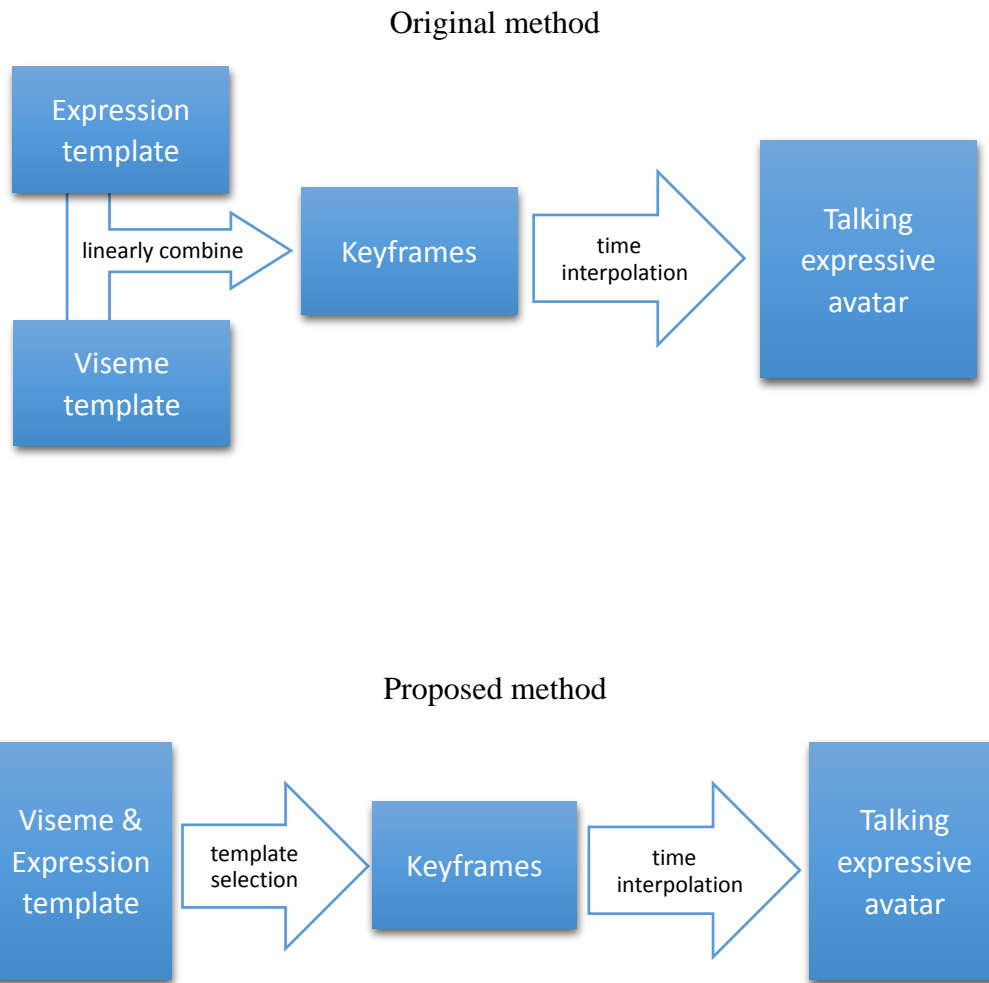 Original method
Expression
template
linearly combine
Viseme
template
Keyframes
time
interpolation
Talking
expressive
avatar
Proposed method
Viseme &
Expression
template
template
selection
Keyframes
time
interpolation
Talking
expressive
avatar